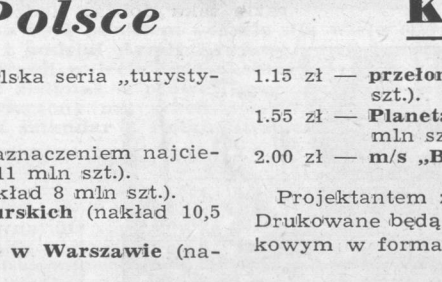 Polsce
lska seria „turysty-
aznaczeniem najcie-
11 mln szt.).
kład 8 mln szt.).
urskich (nakład 10,5
w Warszawie (na-
K
1.15 zł — przełom
szt.).
1.55 zł — Planeta
mln sz
2.00 zł — m/s „B
Projektantem z
Drukowane będą
kowym w forma